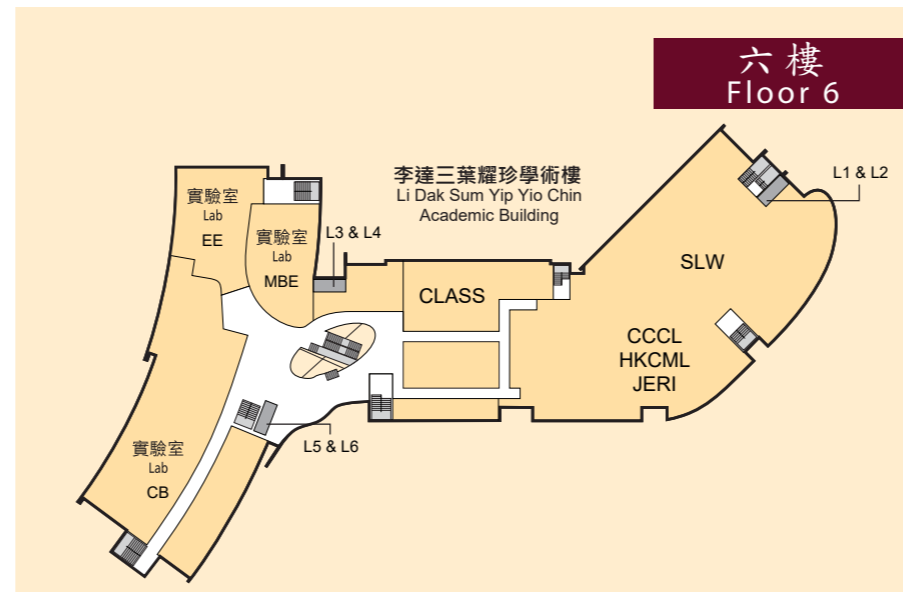 六樓
Floor 6
李達三葉耀珍學術樓
Li Dak Sum Yip Yio Chin
Academic Building
實驗室
Lab
EE
實驗室
Lab
MBE
L3 & L4
CLASS
L1 & L2
SLW
CCCL
HKCML
JERI
L5 & L6
實驗室
Lab
CB